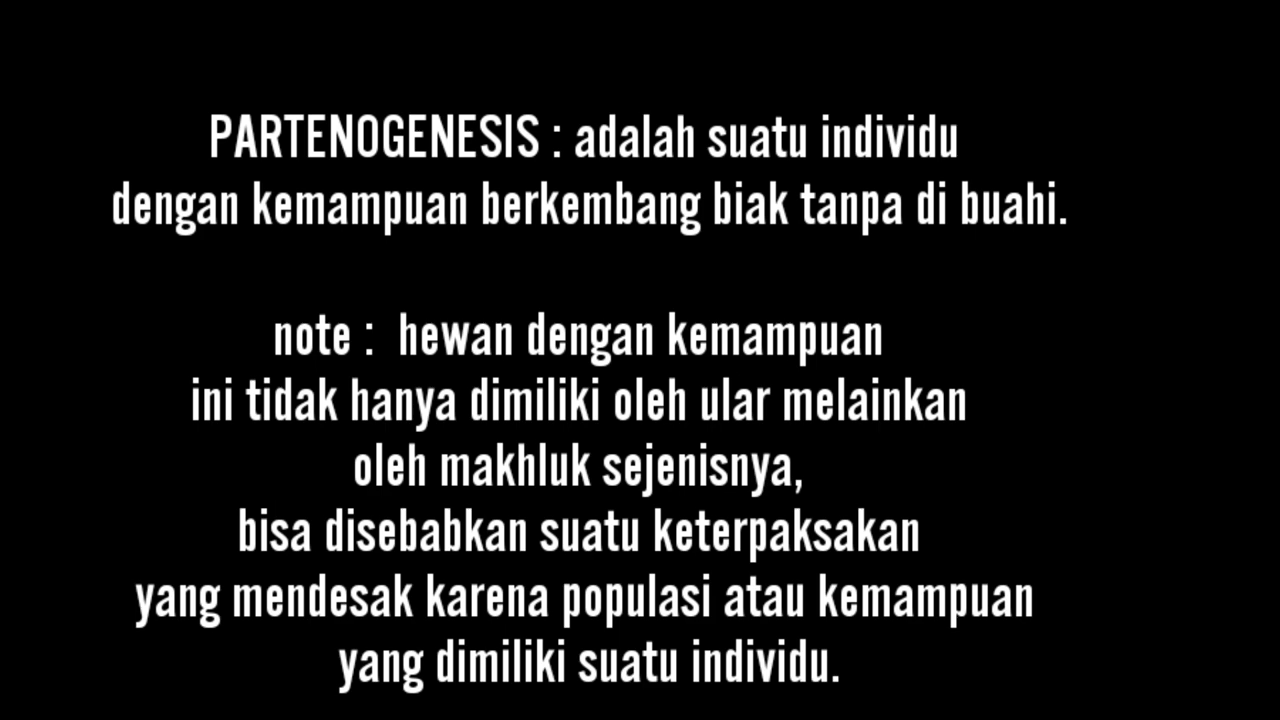 PARTENOGENESIS : adalah suatu individu
dengan kemampuan berkembang biak tanpa di buahi.
note :  hewan dengan kemampuan
ini tidak hanya dimiliki oleh ular melainkan
oleh makhluk sejenisnya,
bisa disebabkan suatu keterpaksakan
yang mendesak karena populasi atau kemampuan
yang dimiliki suatu individu.